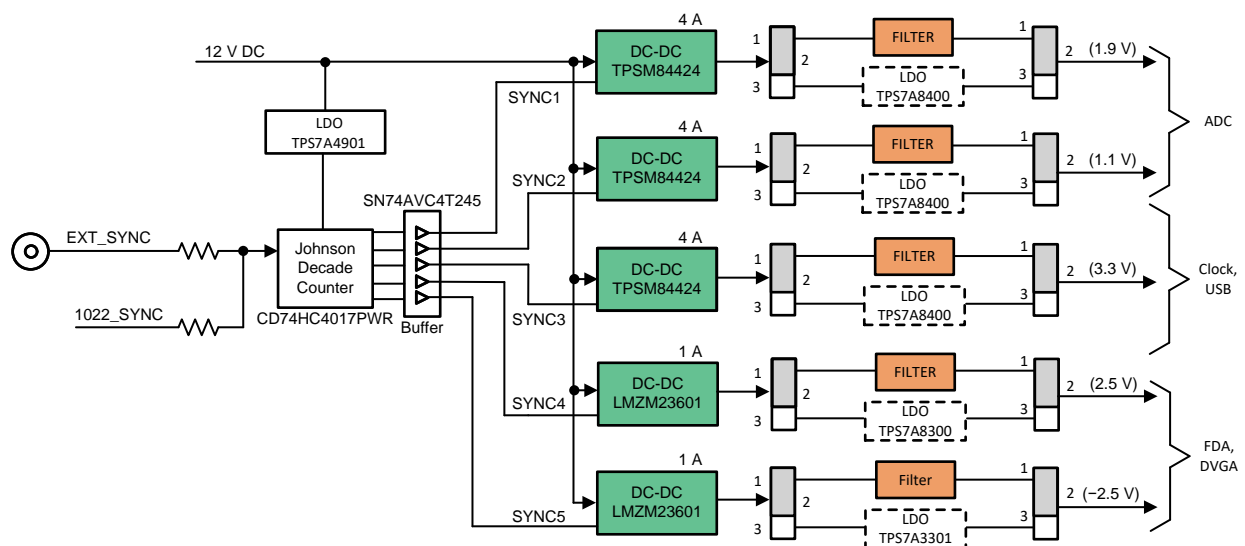 12 V DC
LDO
TPS7A4901
EXT_SYNC
1022_SYNC
Johnson
Decade
Counter
CD74HC4017PWR
SN74AVC4T245
Buffer
SYNC1
SYNC2
SYNC3
SYNC4
SYNC5
4 A
DC-DC
TPSM84424
1
2
3
FILTER
LDO
TPS7A8400
1
3
2
(1.9 V)
4 A
DC-DC
TPSM84424
1
2
3
FILTER
LDO
TPS7A8400
1
3
2
(1.1 V)
ADC
4 A
DC-DC
TPSM84424
1
2
3
FILTER
LDO
TPS7A8400
1
3
2
(3.3 V)
Clock,
USB
1 A
DC-DC
LMZM23601
1
2
3
FILTER
LDO
TPS7A8300
1
3
2
(2.5 V)
1 A
DC-DC
LMZM23601
1
2
3
Filter
LDO
TPS7A3301
1
3
2
(−2.5 V)
FDA,
DVGA